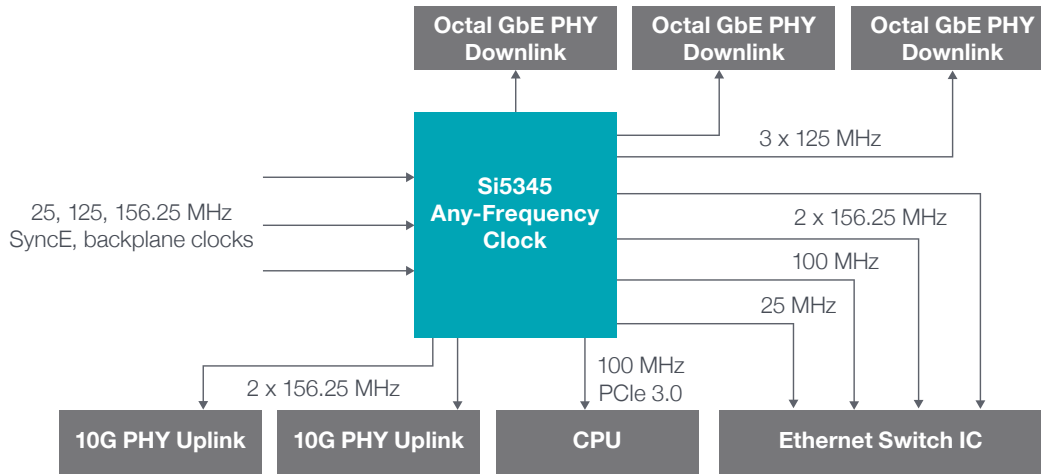 Octal GbE PHY
Downlink
Octal GbE PHY
Downlink
Octal GbE PHY
Downlink
3 x 125 MHz
Si5345
Any-Frequency
Clock
25, 125, 156.25 MHz
SyncE, backplane clocks
2 x 156.25 MHz
100 MHz
25 MHz
2 x 156.25 MHz
100 MHz
PCIe 3.0
10G PHY Uplink
10G PHY Uplink
CPU
Ethernet Switch IC